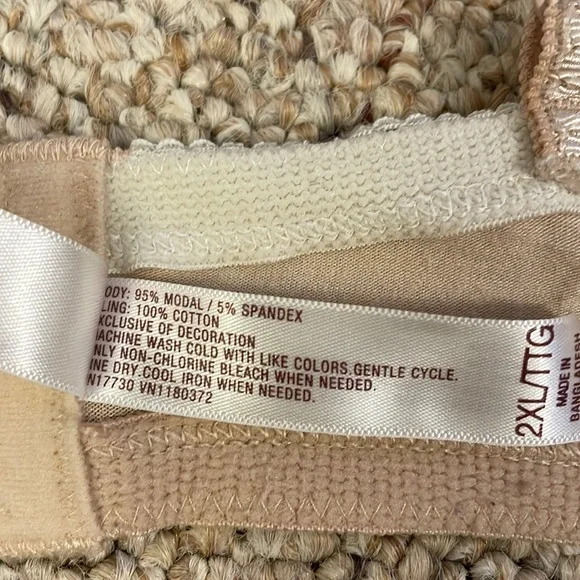 ODY: 95% MODAL / 5% SPANDEX
LING: 100% COTTON
XCLUSIVE OF DECORATION
ACHINE WASH COLD WITH LIKE COLORS.GENTLE CYCLE.
NLY NON-CHLORINE BLEACH WHEN NEEDED.
INE DRY.COOL IRON WHEN NEEDED.
N17730 VN1180372
2XL/TTG
MADE IN